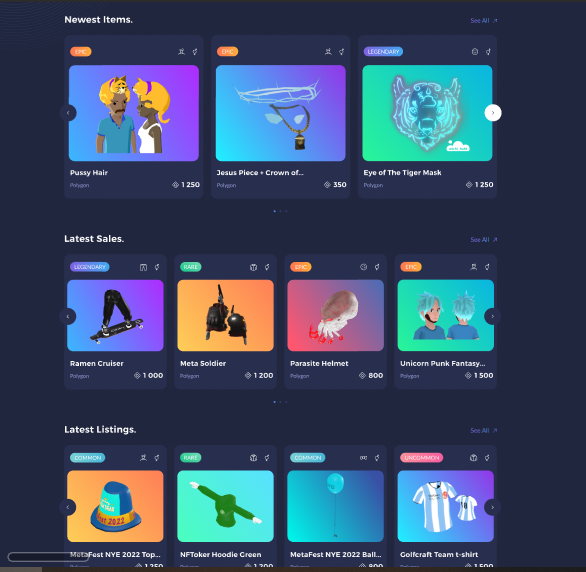 Newest Items.
See All
EPIC
EPIC
LEGENDARY
Pussy Hair
Jesus Piece + Crown of...
Eye of The Tiger Mask
Polygon
1 250
Polygon
350
Polygon
1 250
Latest Sales.
See All
LEGENDARY
RARE
EPIC
EPIC
Ramen Cruiser
Meta Soldier
Parasite Helmet
Unicorn Punk Fantasy...
Polygon
1 000
Polygon
1 200
Polygon
800
Polygon
1 500
Latest Listings.
See All
COMMON
RARE
COMMON
UNCOMMON
2022
MetaFest NYE 2022 Top...
NFToker Hoodie Green
MetaFest NYE 2022 Ball...
Golfcraft Team t-shirt
1 250
1 200
800
1 500